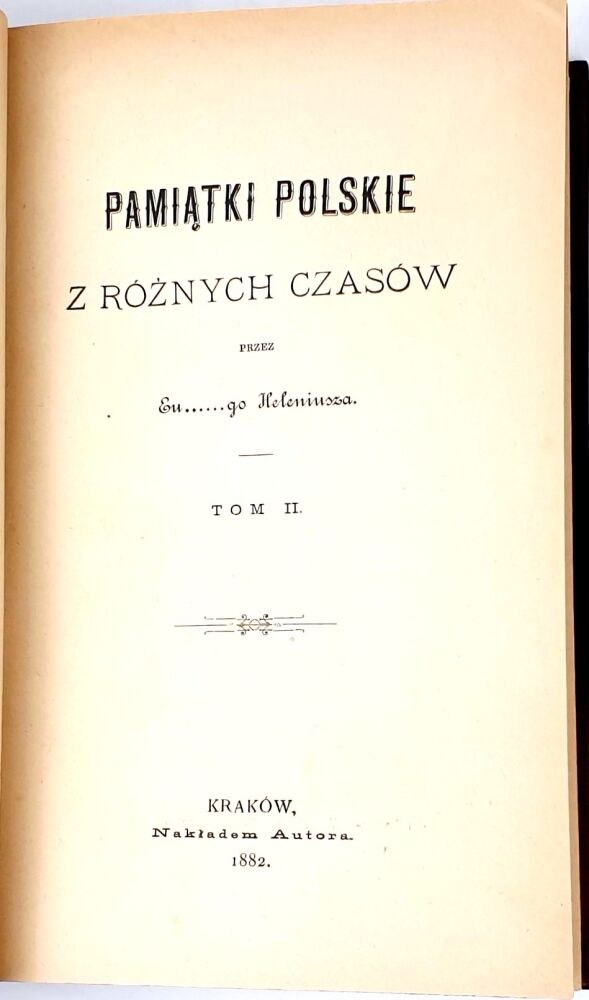 PAMIĄTKI POLSKIE
Z RÓŻNYCH CZASÓW
PRZEZ
Eu......go Heleniusza.
TOM II.
KRAKÓW,
Nakładem Autora.
1882.